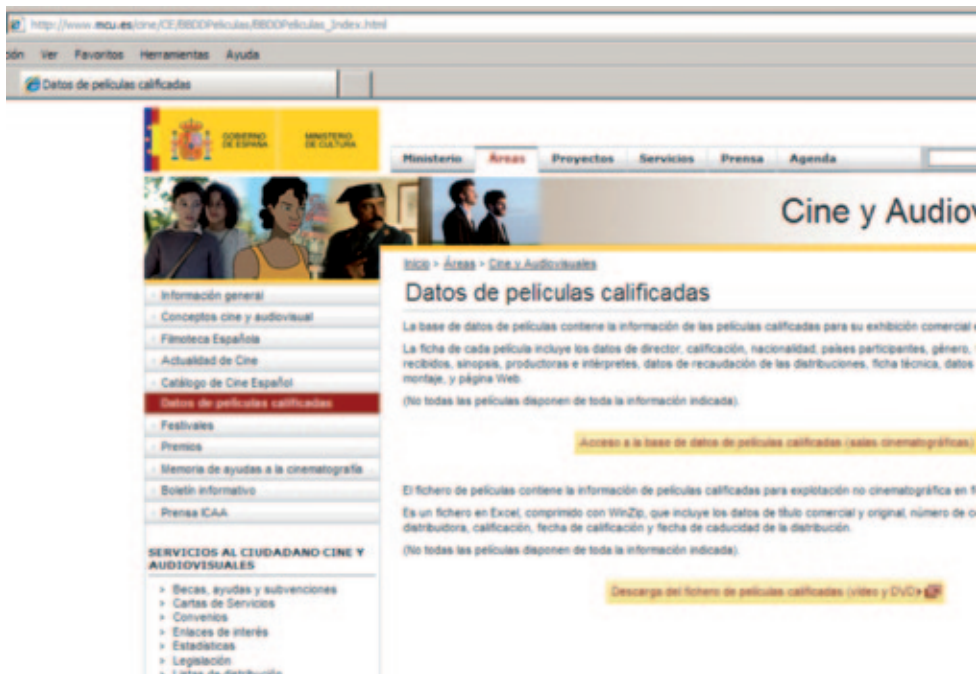 http://www.mcu.es/cine/CE/BBDDPeliculas/BBDDPeliculas_Index.html
Ver Favoritos Herramientas Ayuda
Datos de películas calificadas
GOBIERNO DE ESPAÑA
MINISTERIO DE CULTURA
Ministerio Áreas Proyectos Servicios Prensa Agenda
Cine y Audiov
Inicio > Áreas > Cine y Audiovisuales
Datos de películas calificadas
La base de datos de películas contiene la información de las películas calificadas para su exhibición comercial
La ficha de cada película incluye los datos de director, calificación, nacionalidad, países participantes, género,
recibidos, sinopsis, productoras e intérpretes, datos de recaudación de las distribuciones, ficha técnica, datos
montaje, y página Web.
(No todas las películas disponen de toda la información indicada).
Acceso a la base de datos de películas calificadas (salas cinematográficas)
El fichero de películas contiene la información de películas calificadas para explotación no cinematográfica en
Es un fichero en Excel, comprimido con WinZip, que incluye los datos de título comercial y original, número de
distribuidora, calificación, fecha de calificación y fecha de caducidad de la distribución.
(No todas las películas disponen de toda la información indicada).
Descarga del fichero de películas calificadas (vídeo y DVD)
Información general
Conceptos cine y audiovisual
Filmoteca Española
Actualidad de Cine
Catálogo de Cine Español
Datos de películas calificadas
Festivales
Premios
Memoria de ayudas a la cinematografía
Boletín informativo
Prensa ICAA
SERVICIOS AL CIUDADANO CINE Y
AUDIOVISUALES
Becas, ayudas y subvenciones
Cartas de Servicios
Convenios
Enlaces de interés
Estadísticas
Legislación